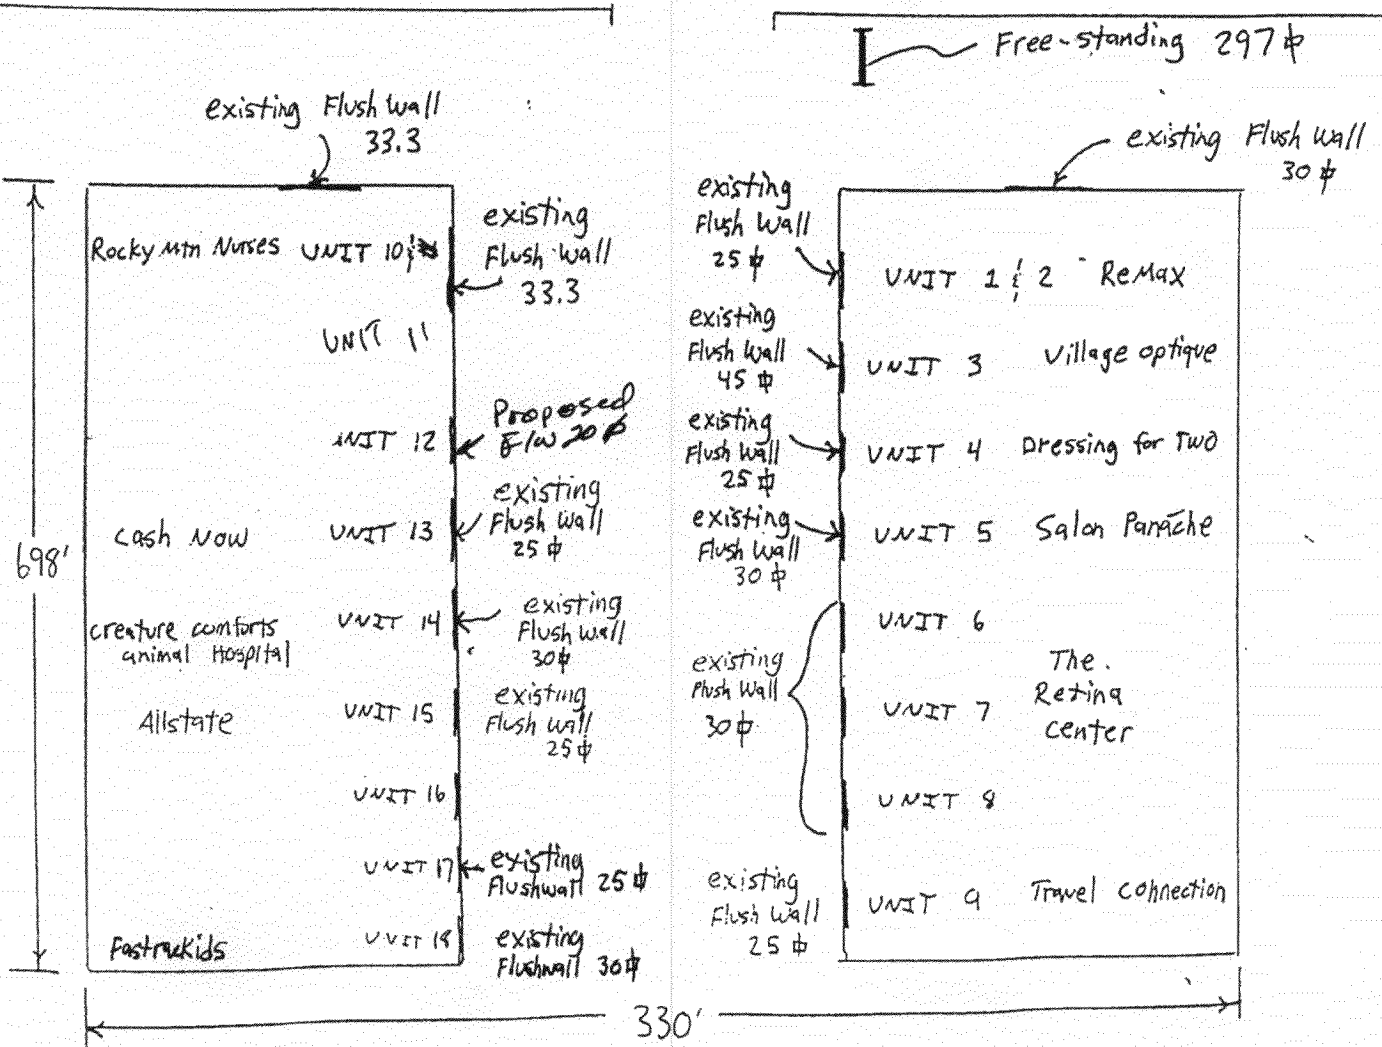 Free-standing 297 ⌽
existing Flush Wall
33.3
existing Flush Wall
30 ⌽
698'
Rocky Mtn Nurses UNIT 10 &
existing
Flush Wall
33.3
UNIT 11
UNIT 12
Proposed
F/W 20 ⌽
Cash Now UNIT 13
existing
Flush Wall
25 ⌽
creature comforts
animal Hospital
UNIT 14
existing
Flush Wall
30 ⌽
Allstate
UNIT 15
existing
Flush Wall
25 ⌽
UNIT 16
UNIT 17
existing
Flushwall 25 ⌽
Fastrackids
UNIT 18
existing
Flushwall 30 ⌽
existing
Flush Wall
25 ⌽
UNIT 1 & 2 ReMax
existing
Flush Wall
45 ⌽
UNIT 3 Village optique
existing
Flush Wall
25 ⌽
UNIT 4 Dressing for Two
existing
Flush Wall
30 ⌽
UNIT 5 Salon Panache
UNIT 6
existing
Flush Wall
30 ⌽
UNIT 7
The
Retina
Center
UNIT 8
existing
Flush Wall
25 ⌽
UNIT 9 Travel Connection
330'